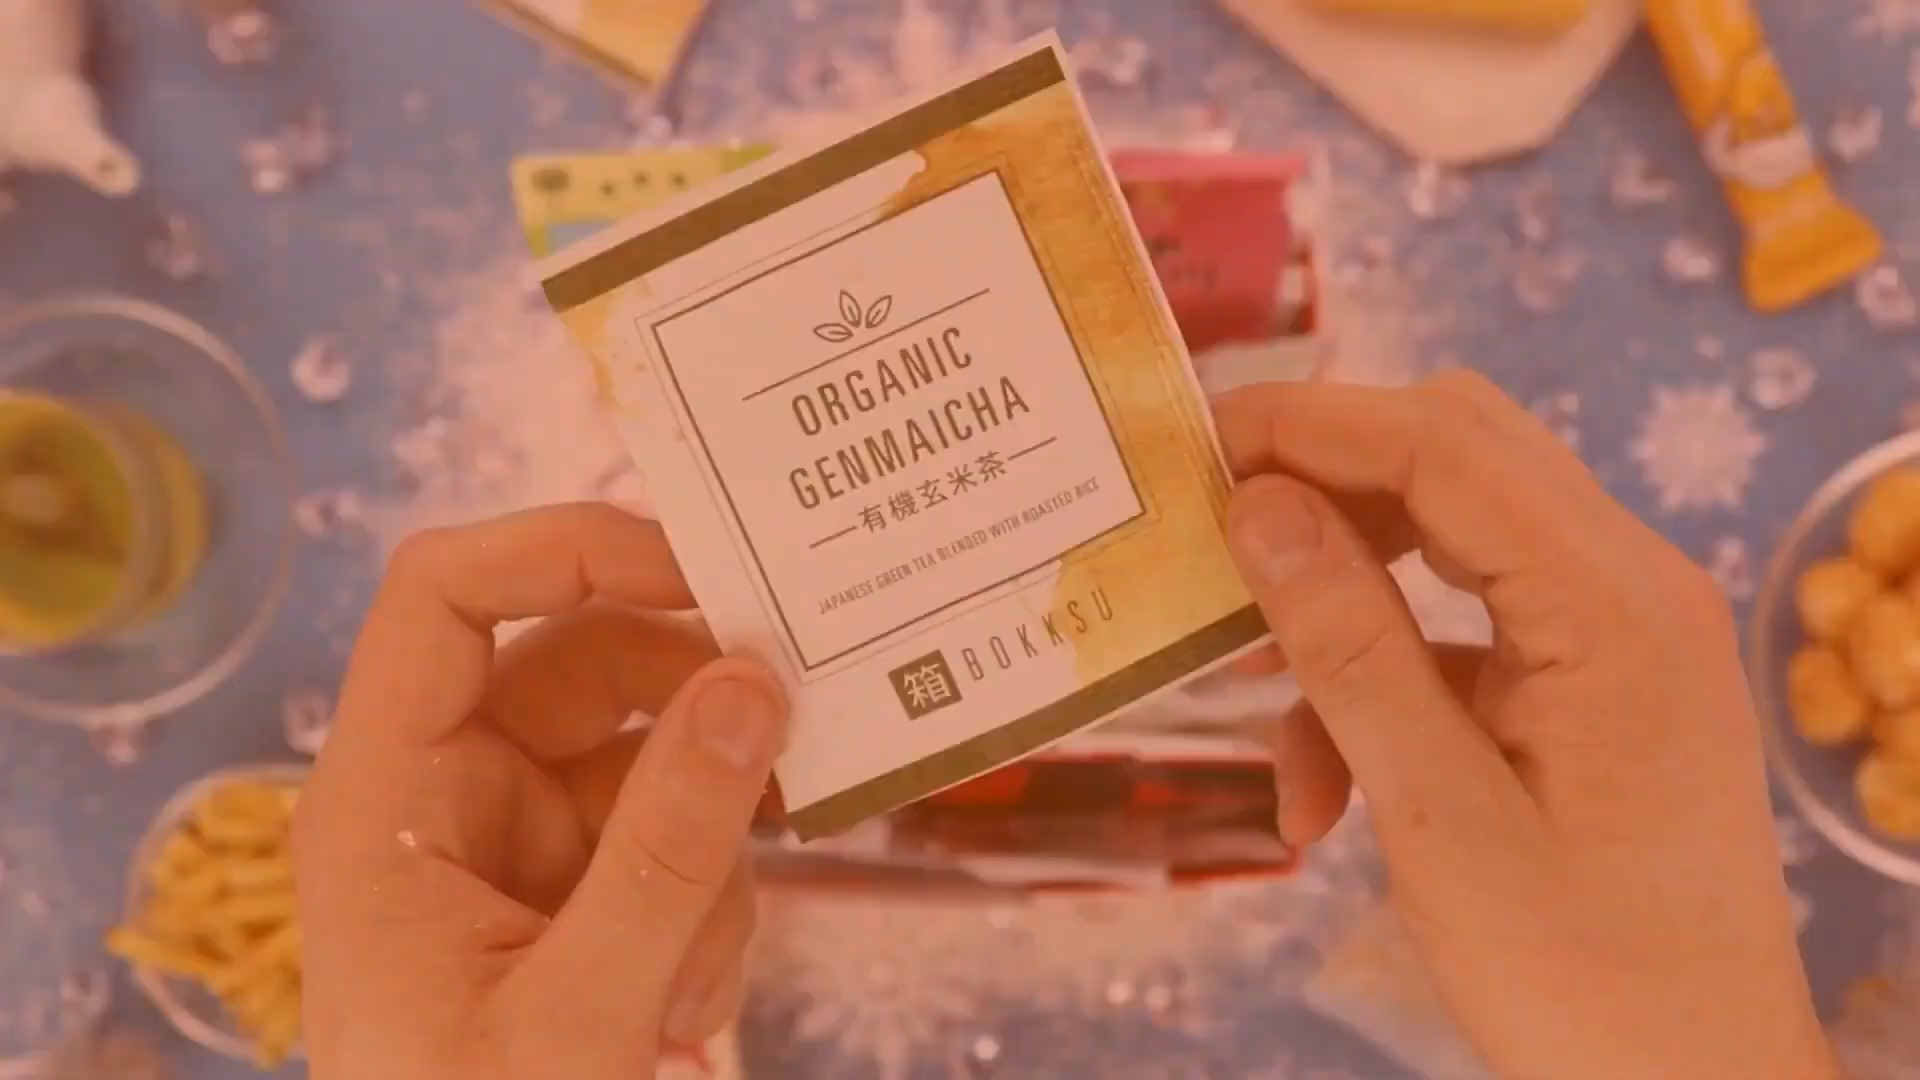 ORGANIC
GENMAICHA
有機玄米茶
JAPANESE GREEN TEA BLENDED WITH ROASTED RICE
箱 BOKKSU